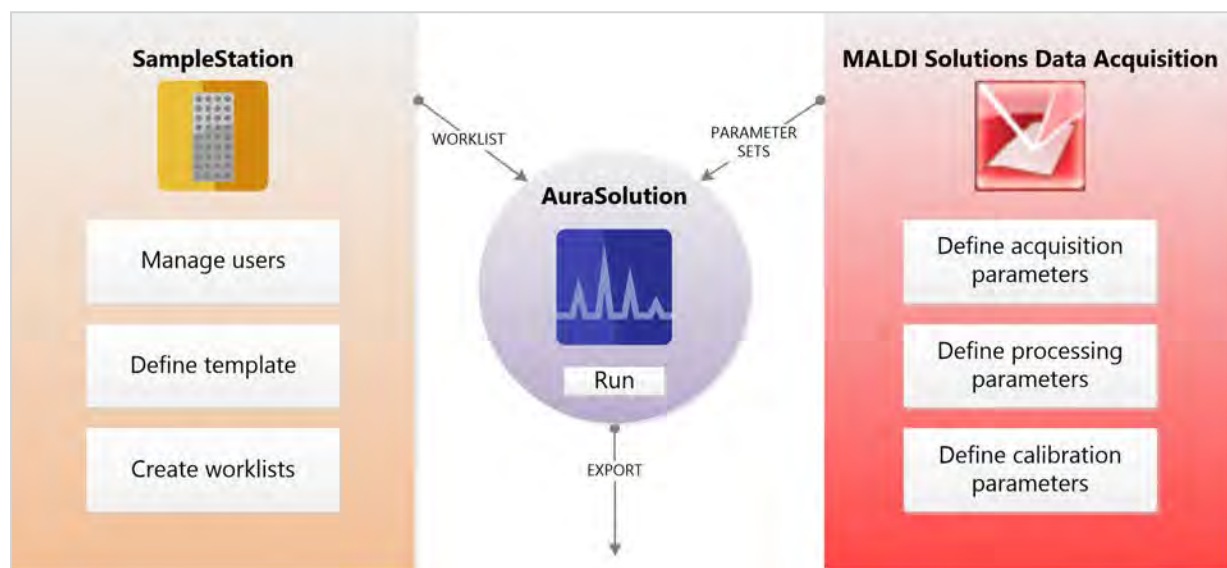 SampleStation
Manage users
Define template
Create worklists
WORKLIST
PARAMETER
SETS
AuraSolution
Run
EXPORT
MALDI Solutions Data Acquisition
Define acquisition
parameters
Define processing
parameters
Define calibration
parameters